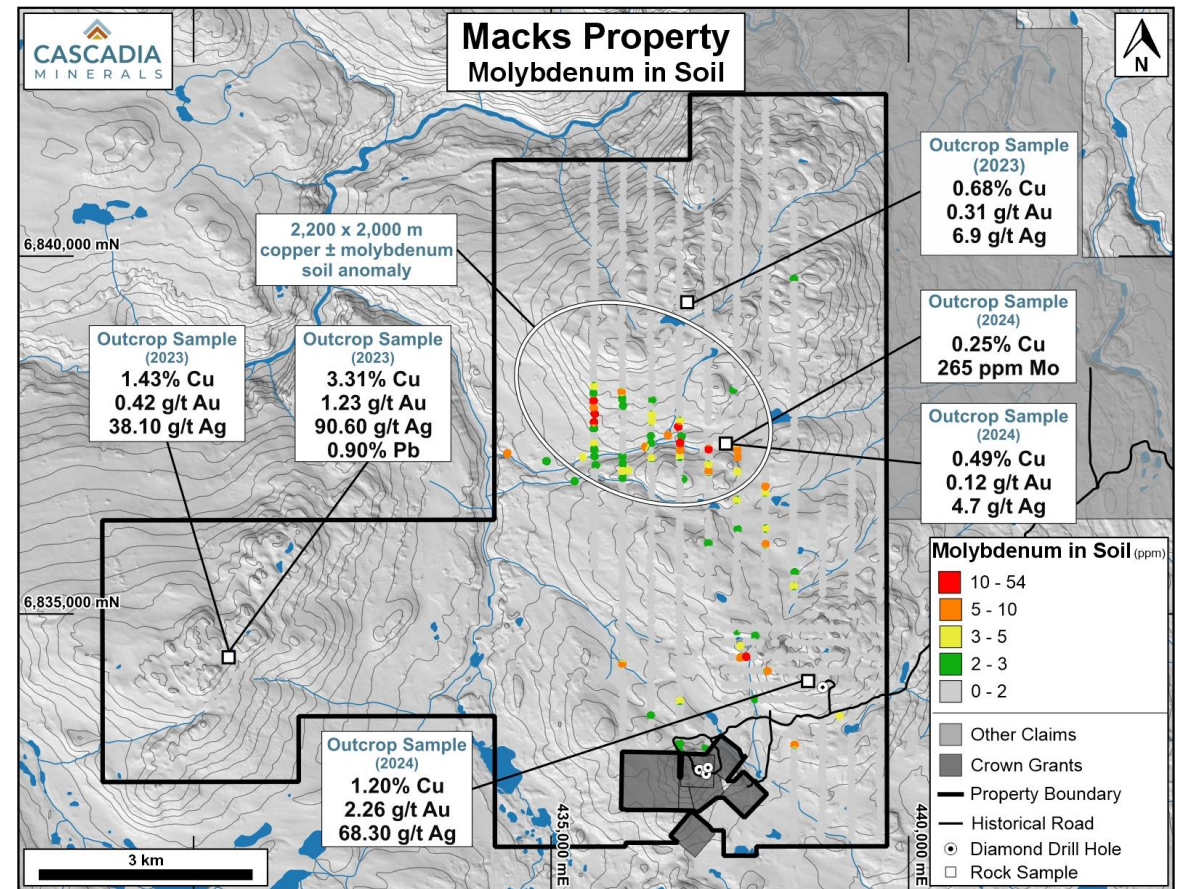 CASCADIA
MINERALS
Macks Property
Molybdenum in Soil
N
Outcrop Sample
(2023)
0.68% Cu
0.31 g/t Au
6.9 g/t Ag
2,200 x 2,000 m
copper ± molybdenum
soil anomaly
6,840,000 mN
Outcrop Sample
(2024)
0.25% Cu
265 ppm Mo
Outcrop Sample
(2023)
1.43% Cu
0.42 g/t Au
38.10 g/t Ag
Outcrop Sample
(2023)
3.31% Cu
1.23 g/t Au
90.60 g/t Ag
0.90% Pb
Outcrop Sample
(2024)
0.49% Cu
0.12 g/t Au
4.7 g/t Ag
6,835,000 mN
Outcrop Sample
(2024)
1.20% Cu
2.26 g/t Au
68.30 g/t Ag
435,000 mE
440,000 mE
3 km
Molybdenum in Soil (ppm)
10 - 54
5 - 10
3 - 5
2 - 3
0 - 2
Other Claims
Crown Grants
Property Boundary
Historical Road
Diamond Drill Hole
Rock Sample